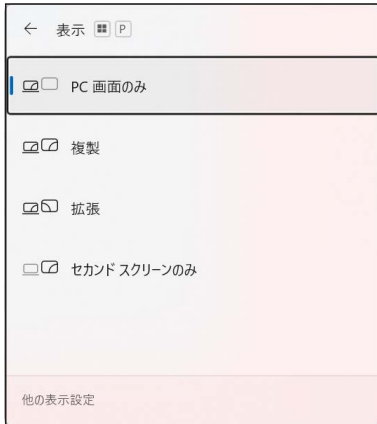 表示 P
PC 画面のみ
複製
拡張
セカンド スクリーンのみ
他の表示設定